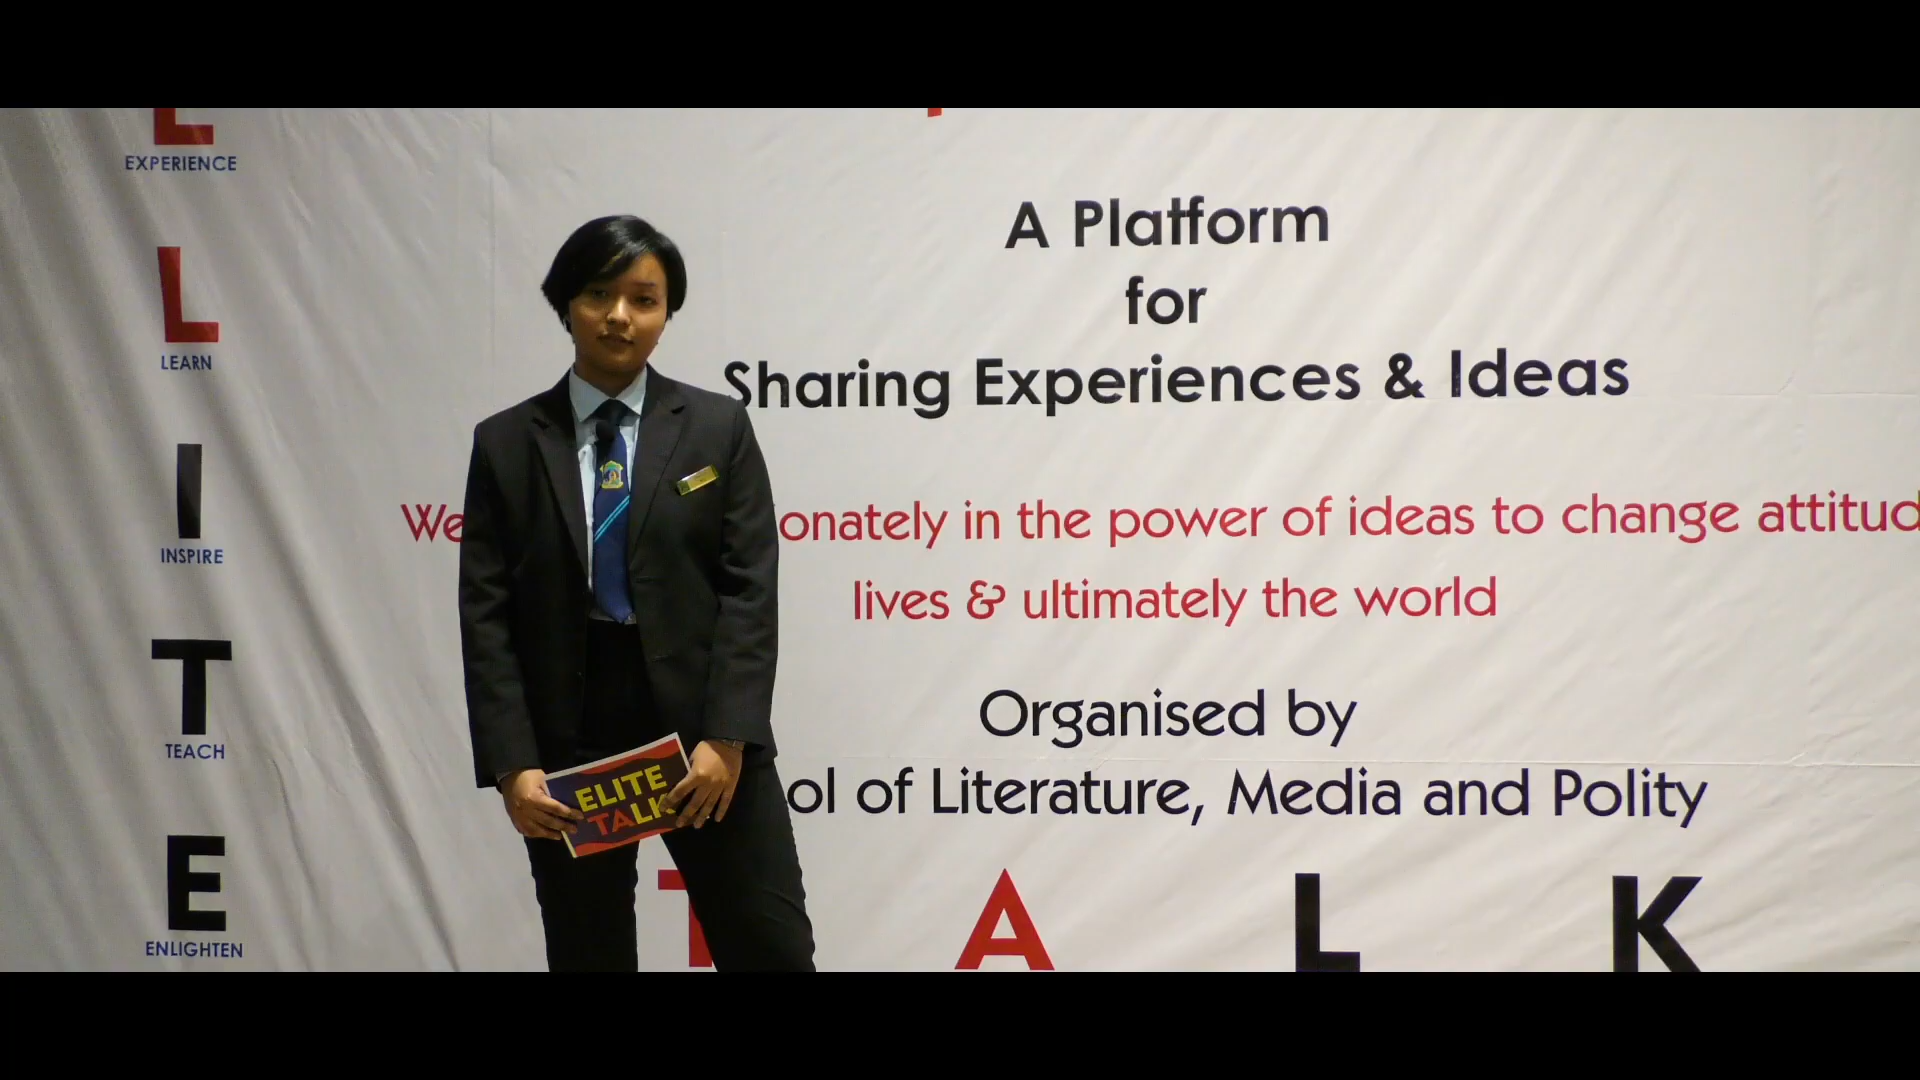 E
EXPERIENCE
L
LEARN
I
INSPIRE
T
TEACH
E
ENLIGHTEN
A Platform
for
Sharing Experiences & Ideas
We onately in the power of ideas to change attitud
lives & ultimately the world
Organised by
ol of Literature, Media and Polity
T A L K
ELITE
TALK